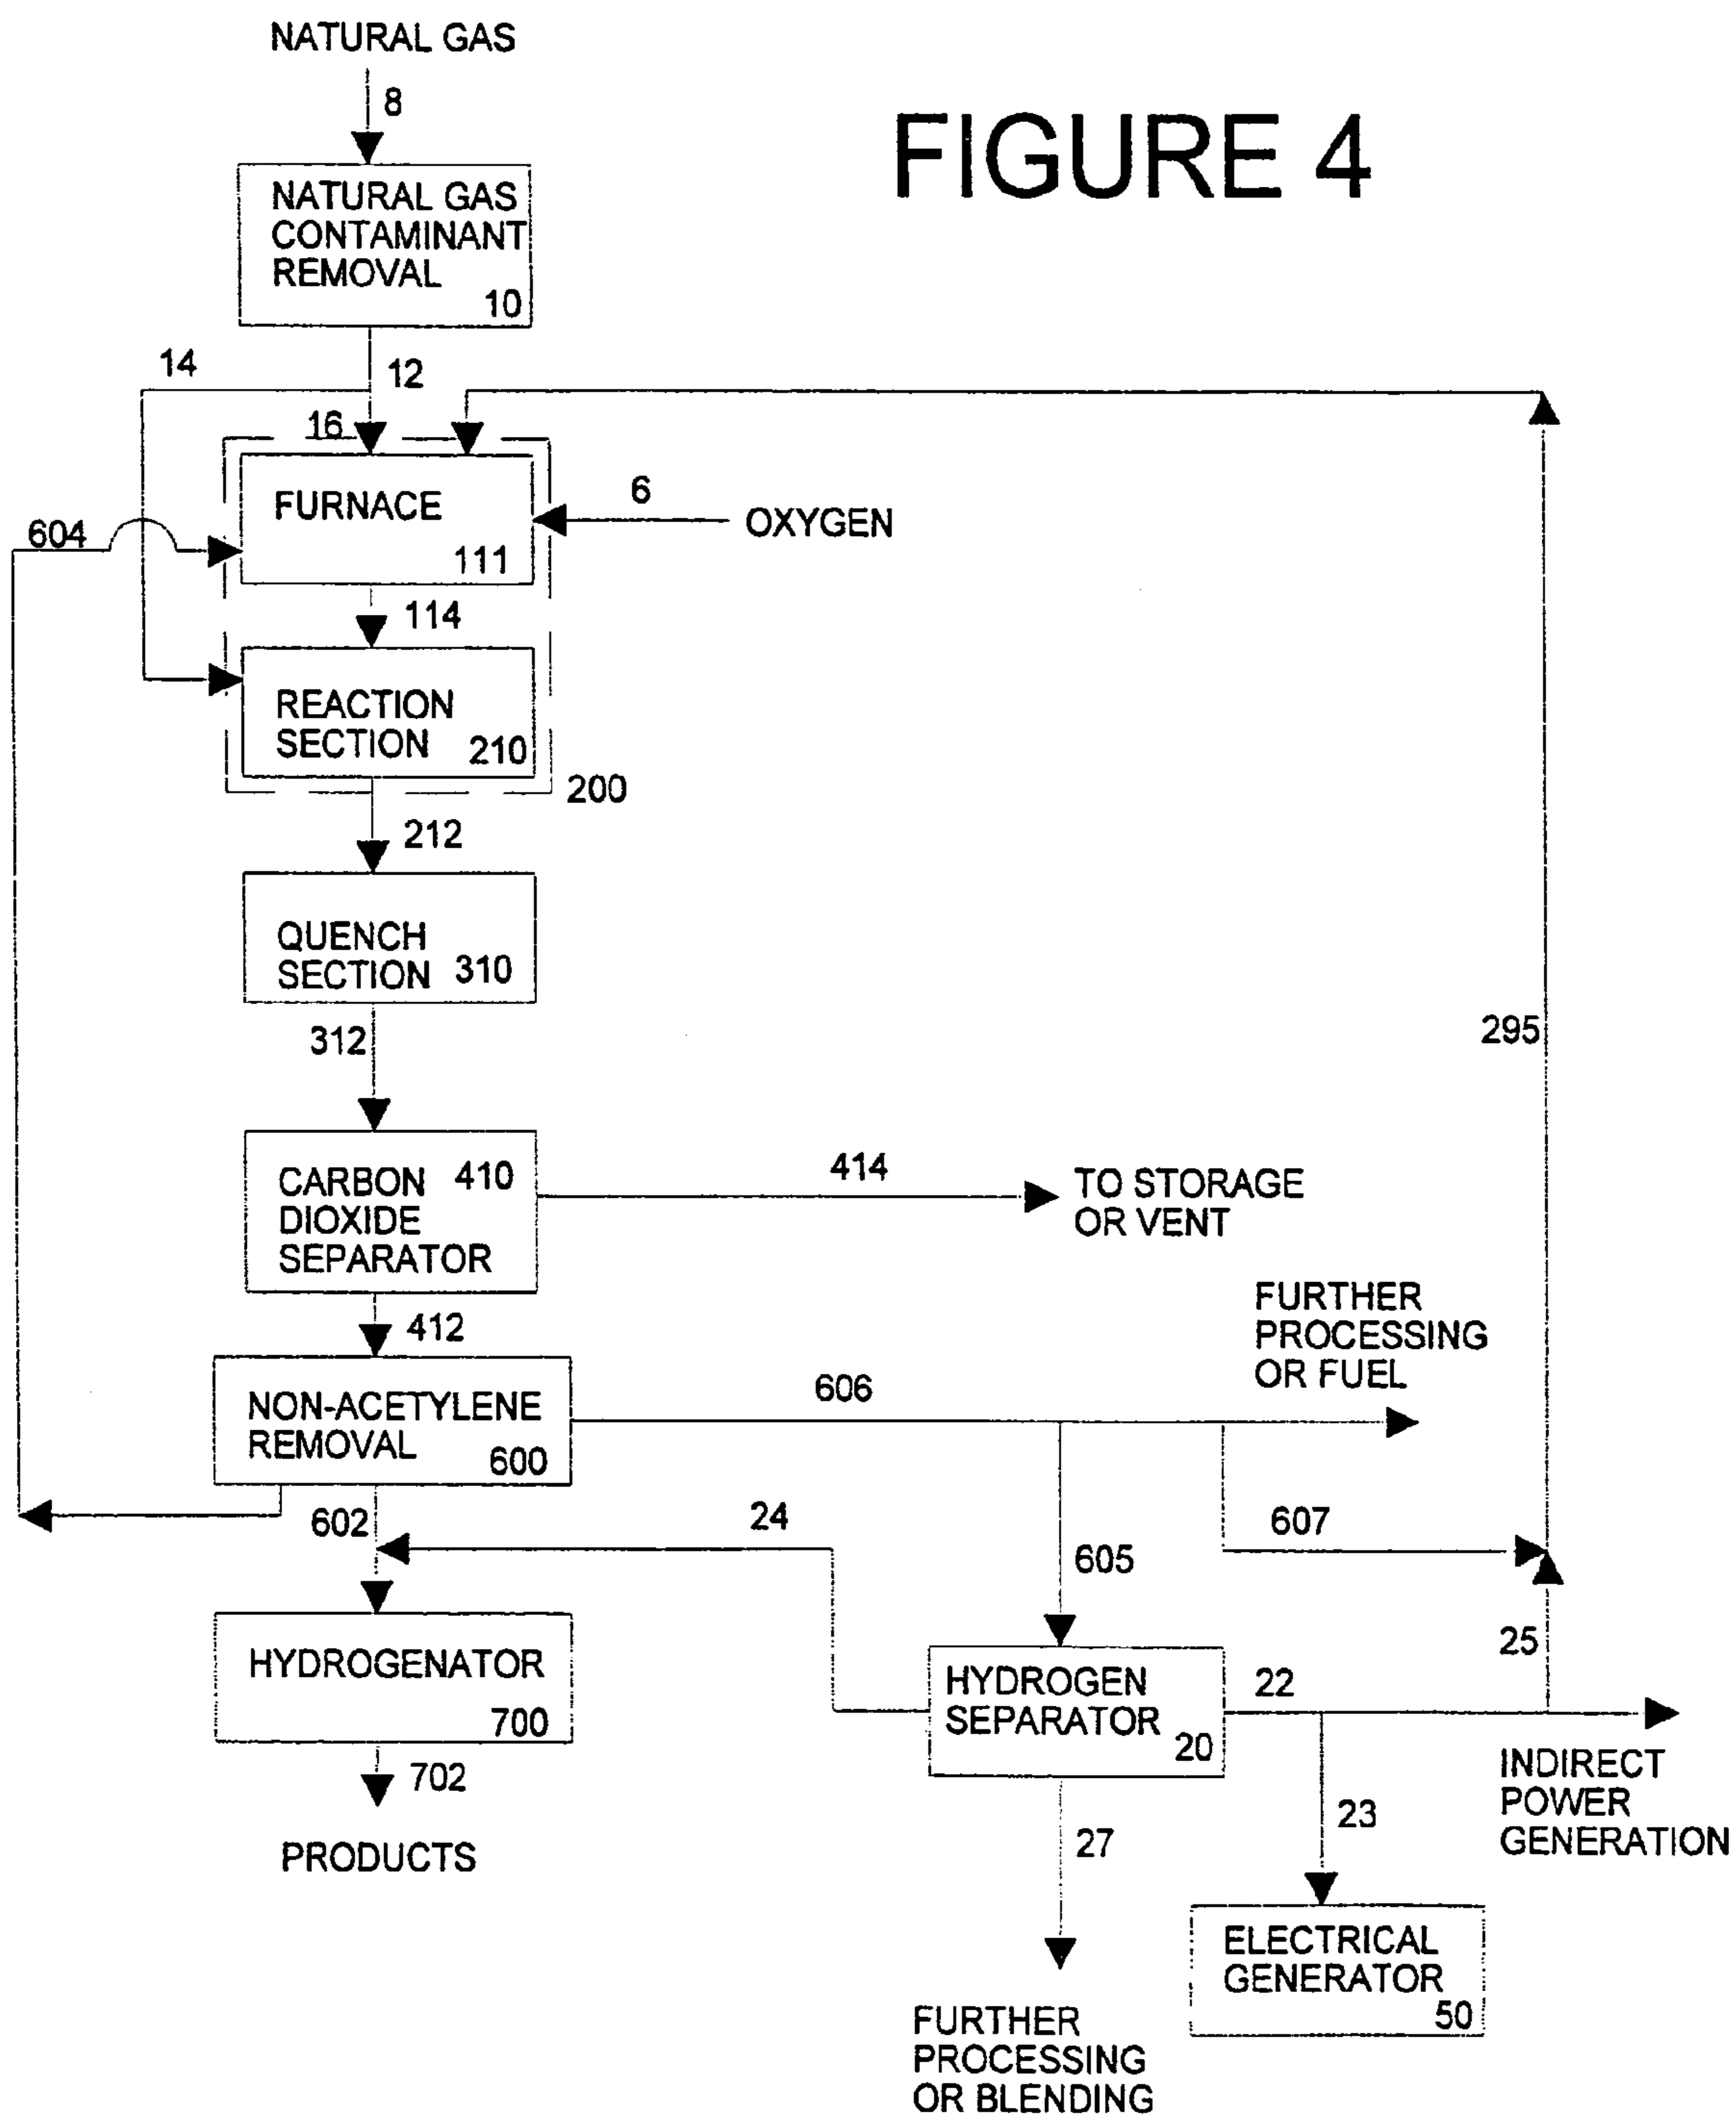 NATURAL GAS
8
FIGURE 4
NATURAL GAS
CONTAMINANT
REMOVAL
10
14
12
16
FURNACE
111
6
OXYGEN
604
114
REACTION
SECTION
210
200
212
QUENCH
SECTION
310
312
295
CARBON
DIOXIDE
SEPARATOR
410
414
TO STORAGE
OR VENT
412
FURTHER
PROCESSING
OR FUEL
NON-ACETYLENE
REMOVAL
600
606
602
24
605
607
25
HYDROGENATOR
700
HYDROGEN
SEPARATOR
20
22
INDIRECT
POWER
GENERATION
702
PRODUCTS
27
23
ELECTRICAL
GENERATOR
50
FURTHER
PROCESSING
OR BLENDING